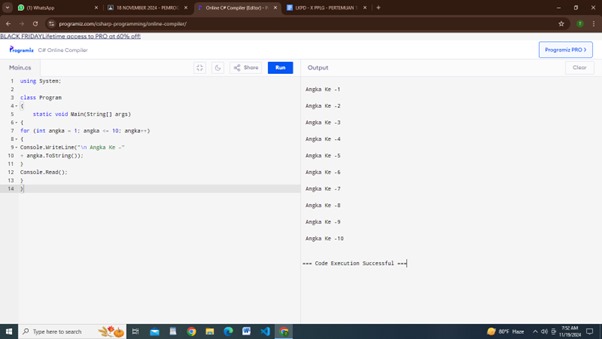 (1) WhatsApp
18 NOVEMBER 2024 - PEMRO
Online C# Compiler (Editor) -
LKPD - X PPLG - PERTEMUAN
programiz.com/csharp-programming/online-compiler/
BLACK FRIDAY! Lifetime access to PRO at 60% off!
Programiz
C# Online Compiler
Programiz PRO >
Main.cs
Share
Run
Output
Clear
1 using System;
2
3 class Program
4 {
5 static void Main(String[] args)
6 {
7 for (int angka = 1; angka <= 10; angka++)
8 {
9 Console.WriteLine("\n Angka Ke -"
10 + angka.ToString());
11 }
12 Console.Read();
13 }
14 }
Angka Ke -1
Angka Ke -2
Angka Ke -3
Angka Ke -4
Angka Ke -5
Angka Ke -6
Angka Ke -7
Angka Ke -8
Angka Ke -9
Angka Ke -10
=== Code Execution Successful ===
Type here to search
80°F Haze
7:52 AM
11/19/2024